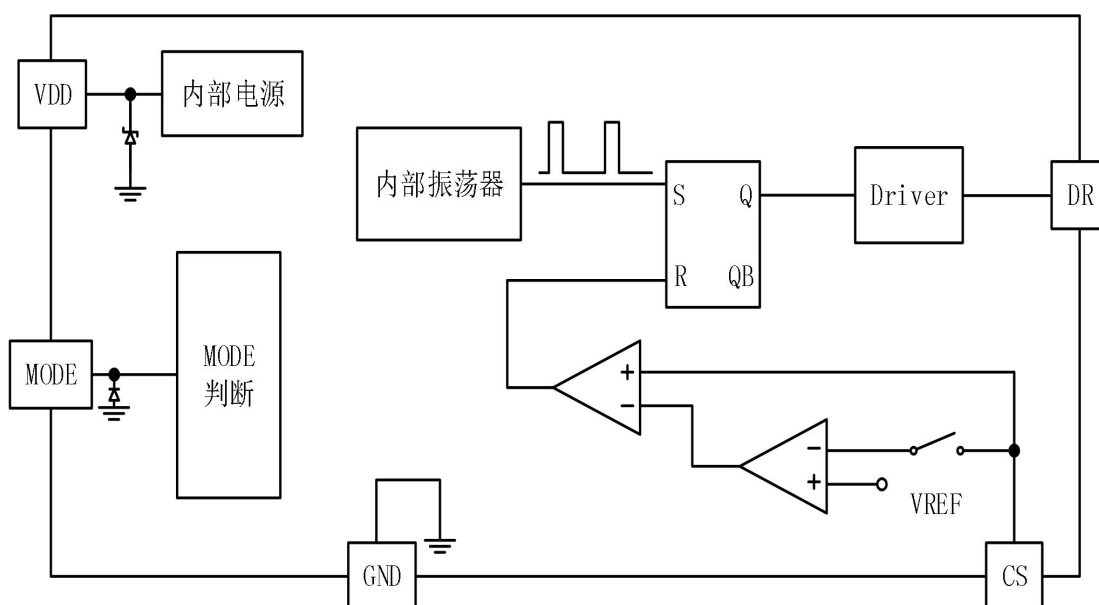 VDD
内部电源
内部振荡器
S
Q
Driver
DR
R
QB
MODE
MODE
判断
+
−
−
+
VREF
GND
CS